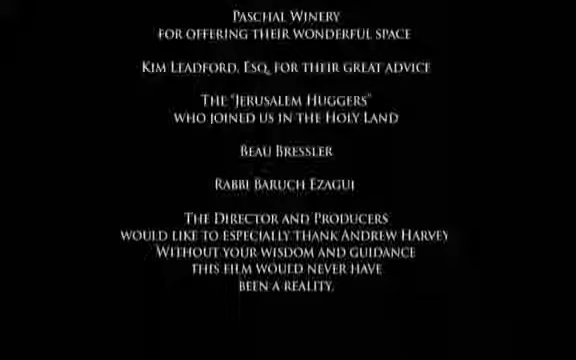 PASCHAL WINERY
FOR OFFERING THEIR WONDERFUL SPACE
KIM LEADFORD, ESQ. FOR THEIR GREAT ADVICE
THE "JERUSALEM HUGGERS"
WHO JOINED US IN THE HOLY LAND
BEAU BRESSLER
RABBI BARUCH EZAGUI
THE DIRECTOR AND PRODUCERS
WOULD LIKE TO ESPECIALLY THANK ANDREW HARVEY
WITHOUT YOUR WISDOM AND GUIDANCE
THIS FILM WOULD NEVER HAVE
BEEN A REALITY.